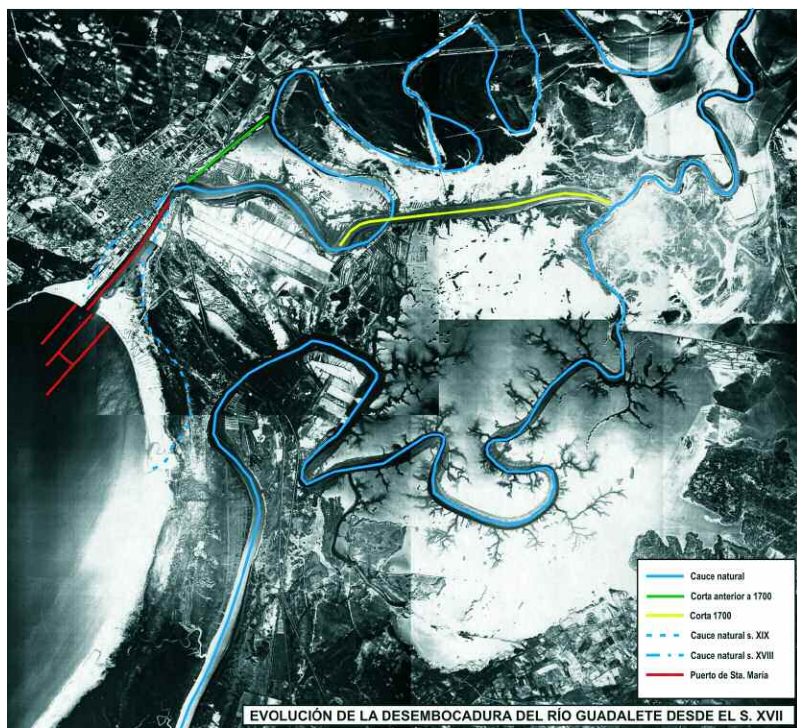 Cauce natural
Corta anterior a 1700
Corta 1700
Cauce natural s. XIX
Cauce natural s. XVIII
Puerto de Sta. María
EVOLUCIÓN DE LA DESEMBOCADURA DEL RÍO GUADALETE DESDE EL S. XVII